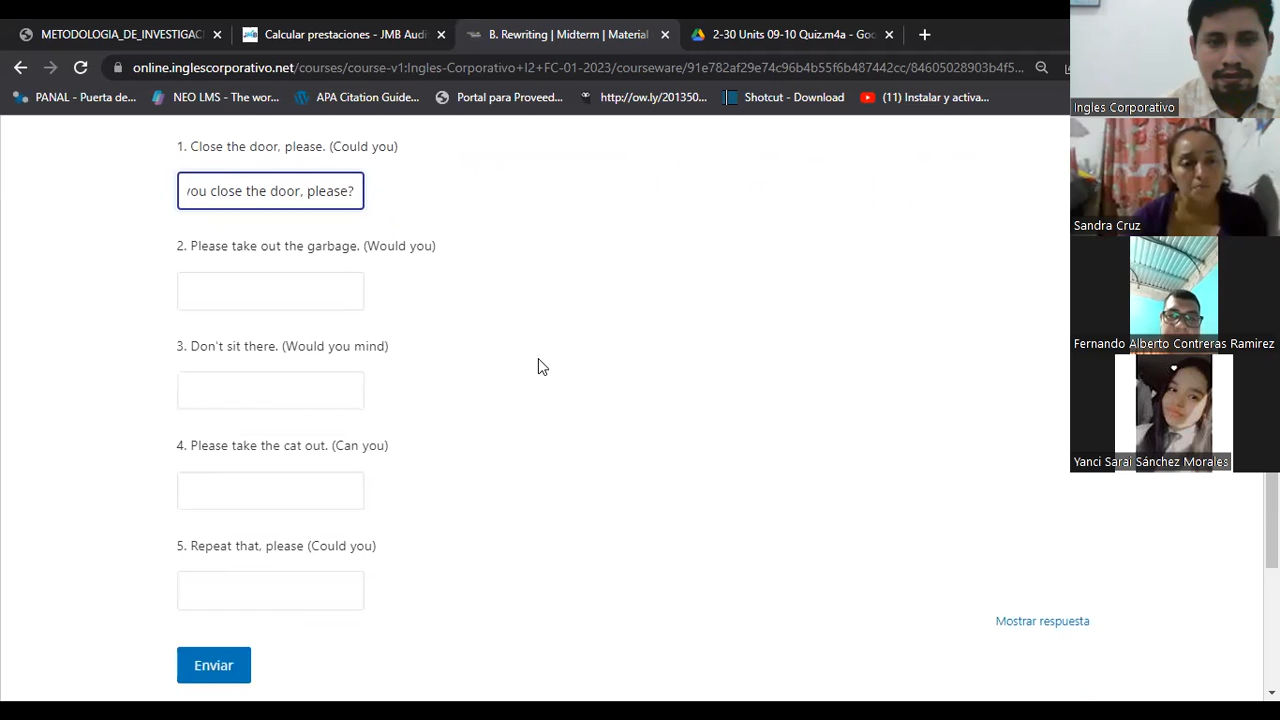 METODOLOGIA_DE_INVESTIGAC
Calcular prestaciones - JMB Audi
B. Rewriting | Midterm | Material
2-30 Units 09-10 Quiz.m4a - Goo
online.inglescorporativo.net/courses/course-v1:Ingles-Corporativo+I2+FC-01-2023/courseware/91e782af29e74c96b4b55f6b487442cc/84605028903b4f5...
PANAL - Puerta de...
NEO LMS - The wor...
APA Citation Guide...
Portal para Proveed...
http://ow.ly/201350...
Shotcut - Download
(11) Instalar y activa...
Ingles Corporativo
Sandra Cruz
Fernando Alberto Contreras Ramirez
Yanci Sarai Sánchez Morales
1. Close the door, please. (Could you)
you close the door, please?
2. Please take out the garbage. (Would you)
3. Don't sit there. (Would you mind)
4. Please take the cat out. (Can you)
5. Repeat that, please (Could you)
Mostrar respuesta
Enviar